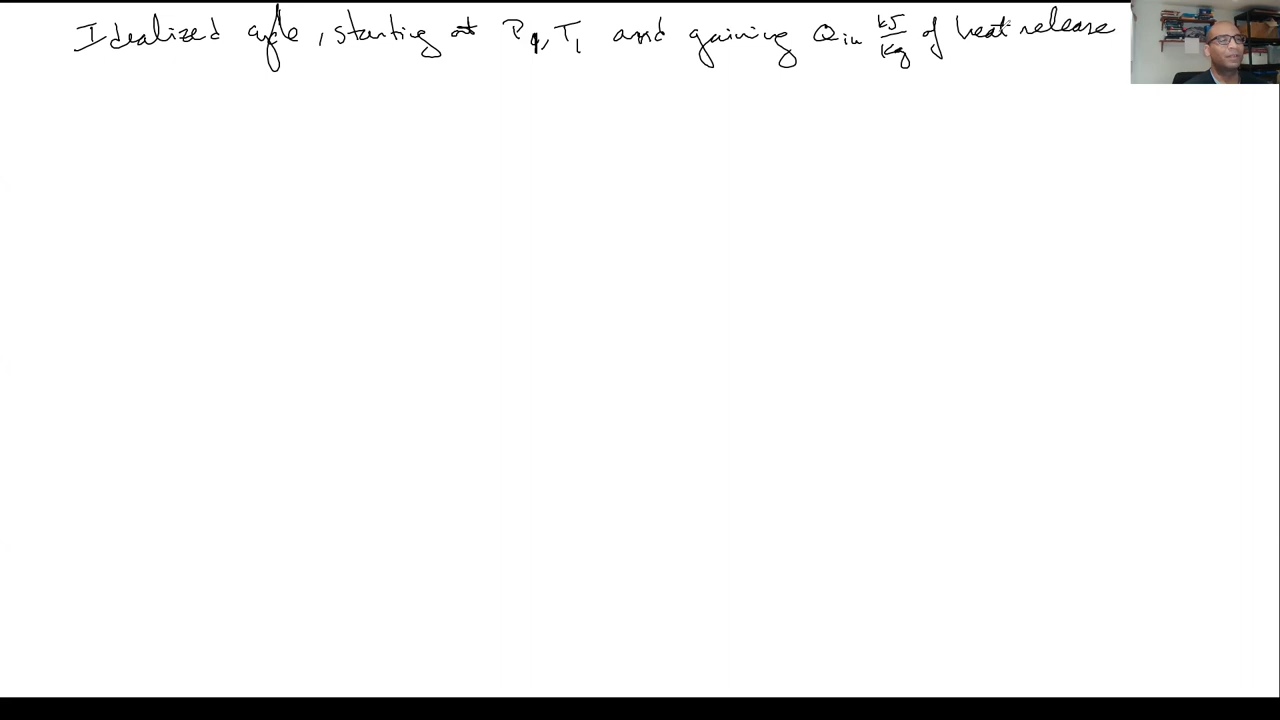 Idealized cycle, starting at P₁, T₁ and gaining Qin kJ/kg of heat release